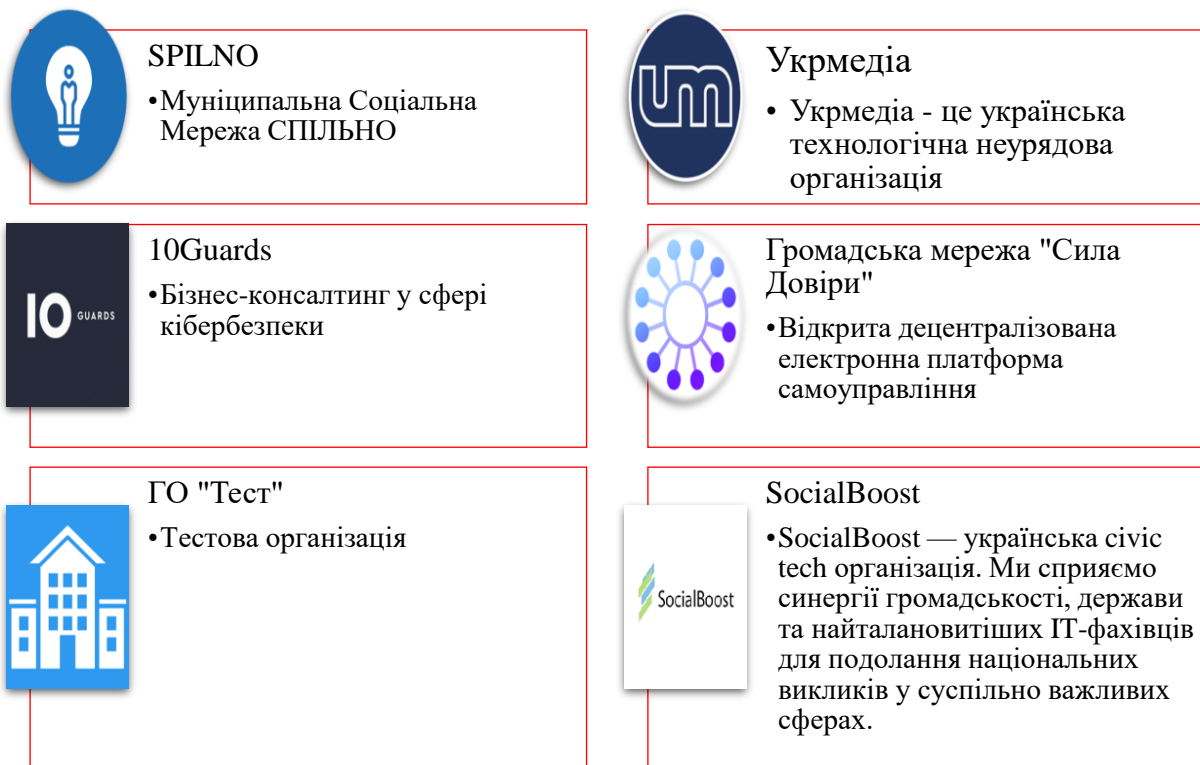 SPILNO
•Муніципальна Соціальна
Мережа СПІЛЬНО
um
Укрмедіа
• Укрмедіа - це українська
технологічна неурядова
організація
10 GUARDS
10Guards
•Бізнес-консалтинг у сфері
кібербезпеки
Громадська мережа "Сила
Довіри"
•Відкрита децентралізована
електронна платформа
самоуправління
ГО "Тест"
•Тестова організація
SocialBoost
SocialBoost
•SocialBoost — українська civic
tech організація. Ми сприяємо
синергії громадськості, держави
та найталановитіших ІТ-фахівців
для подолання національних
викликів у суспільно важливих
сферах.